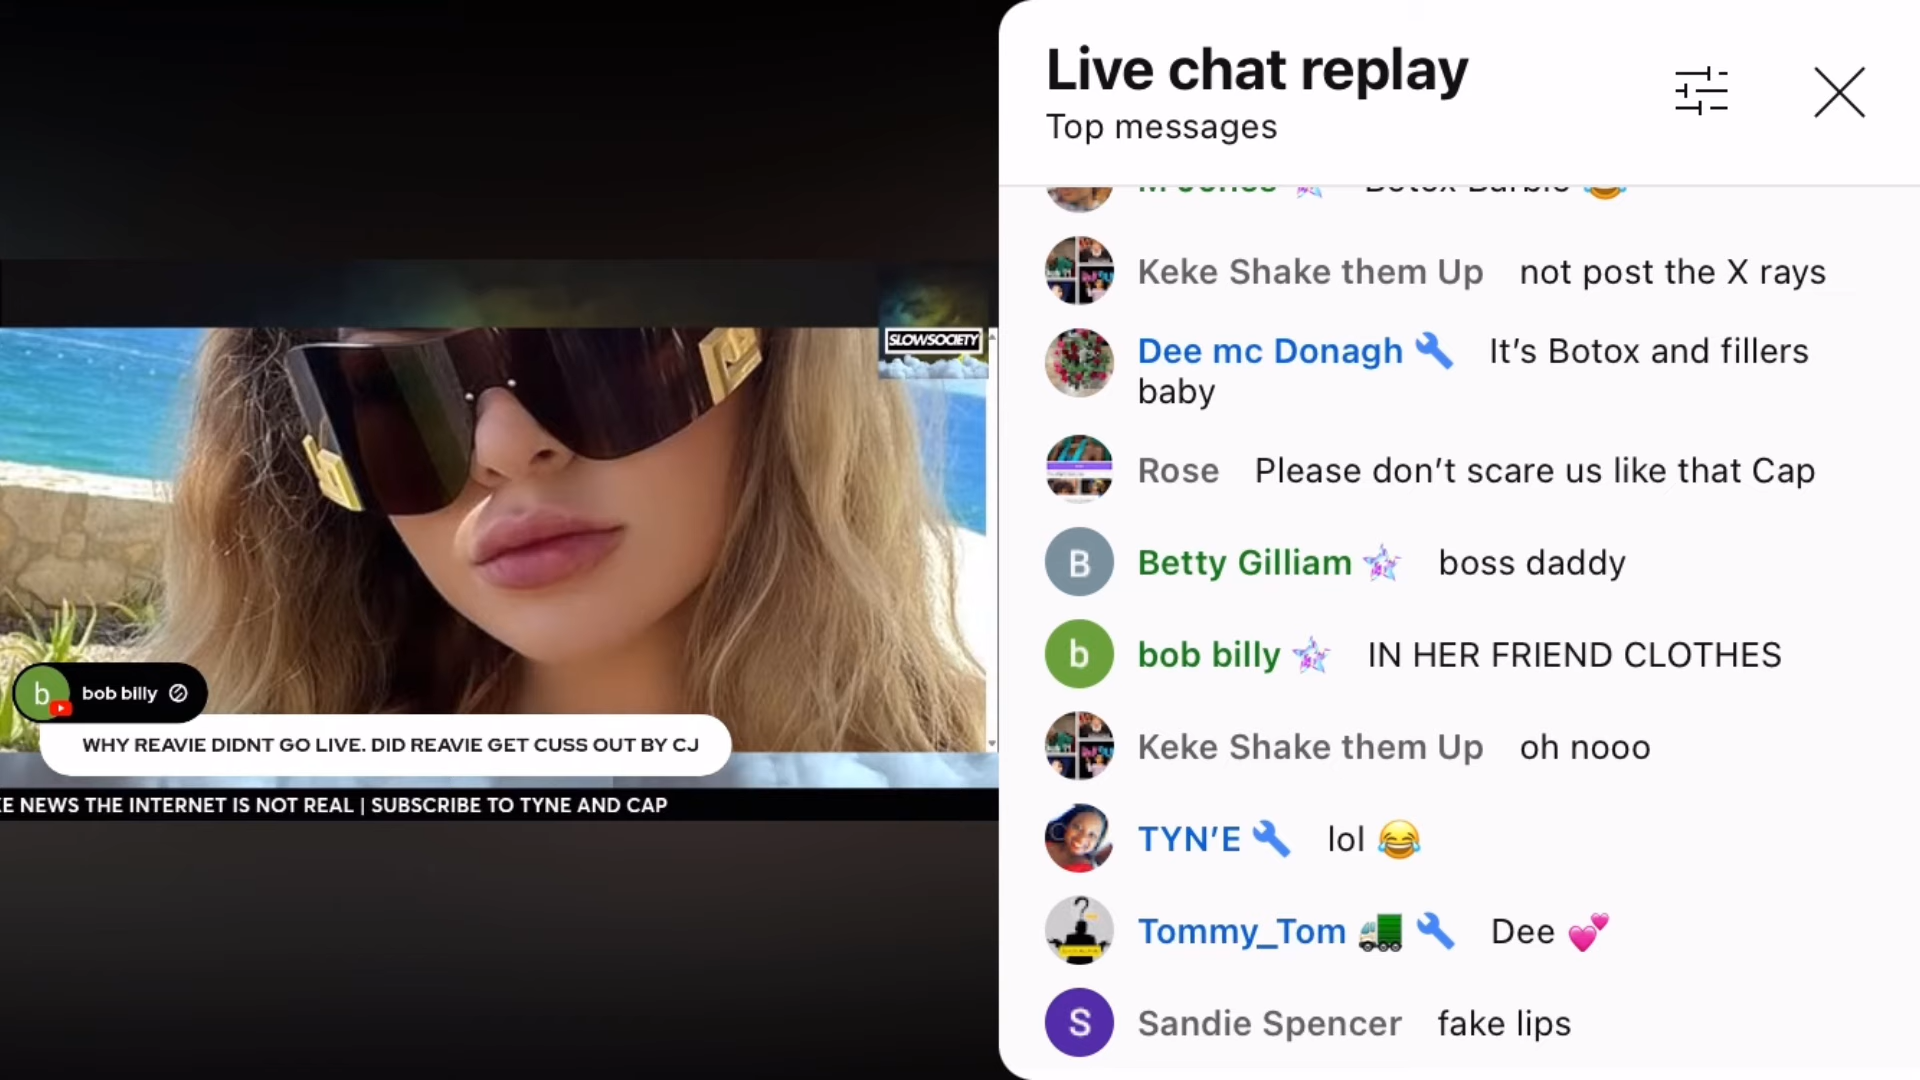 Live chat replay
Top messages
M Jones Botox Barbie 😂
Keke Shake them Up not post the X rays
Dee mc Donagh 🔧 It’s Botox and fillers
baby
Rose Please don’t scare us like that Cap
B Betty Gilliam boss daddy
b bob billy IN HER FRIEND CLOTHES
Keke Shake them Up oh nooo
TYN’E 🔧 lol 😂
Tommy_Tom 🚛 🔧 Dee 💕
S Sandie Spencer fake lips
SLOWSOCIETY
b bob billy
WHY REAVIE DIDNT GO LIVE. DID REAVIE GET CUSS OUT BY CJ
E NEWS THE INTERNET IS NOT REAL | SUBSCRIBE TO TYNE AND CAP